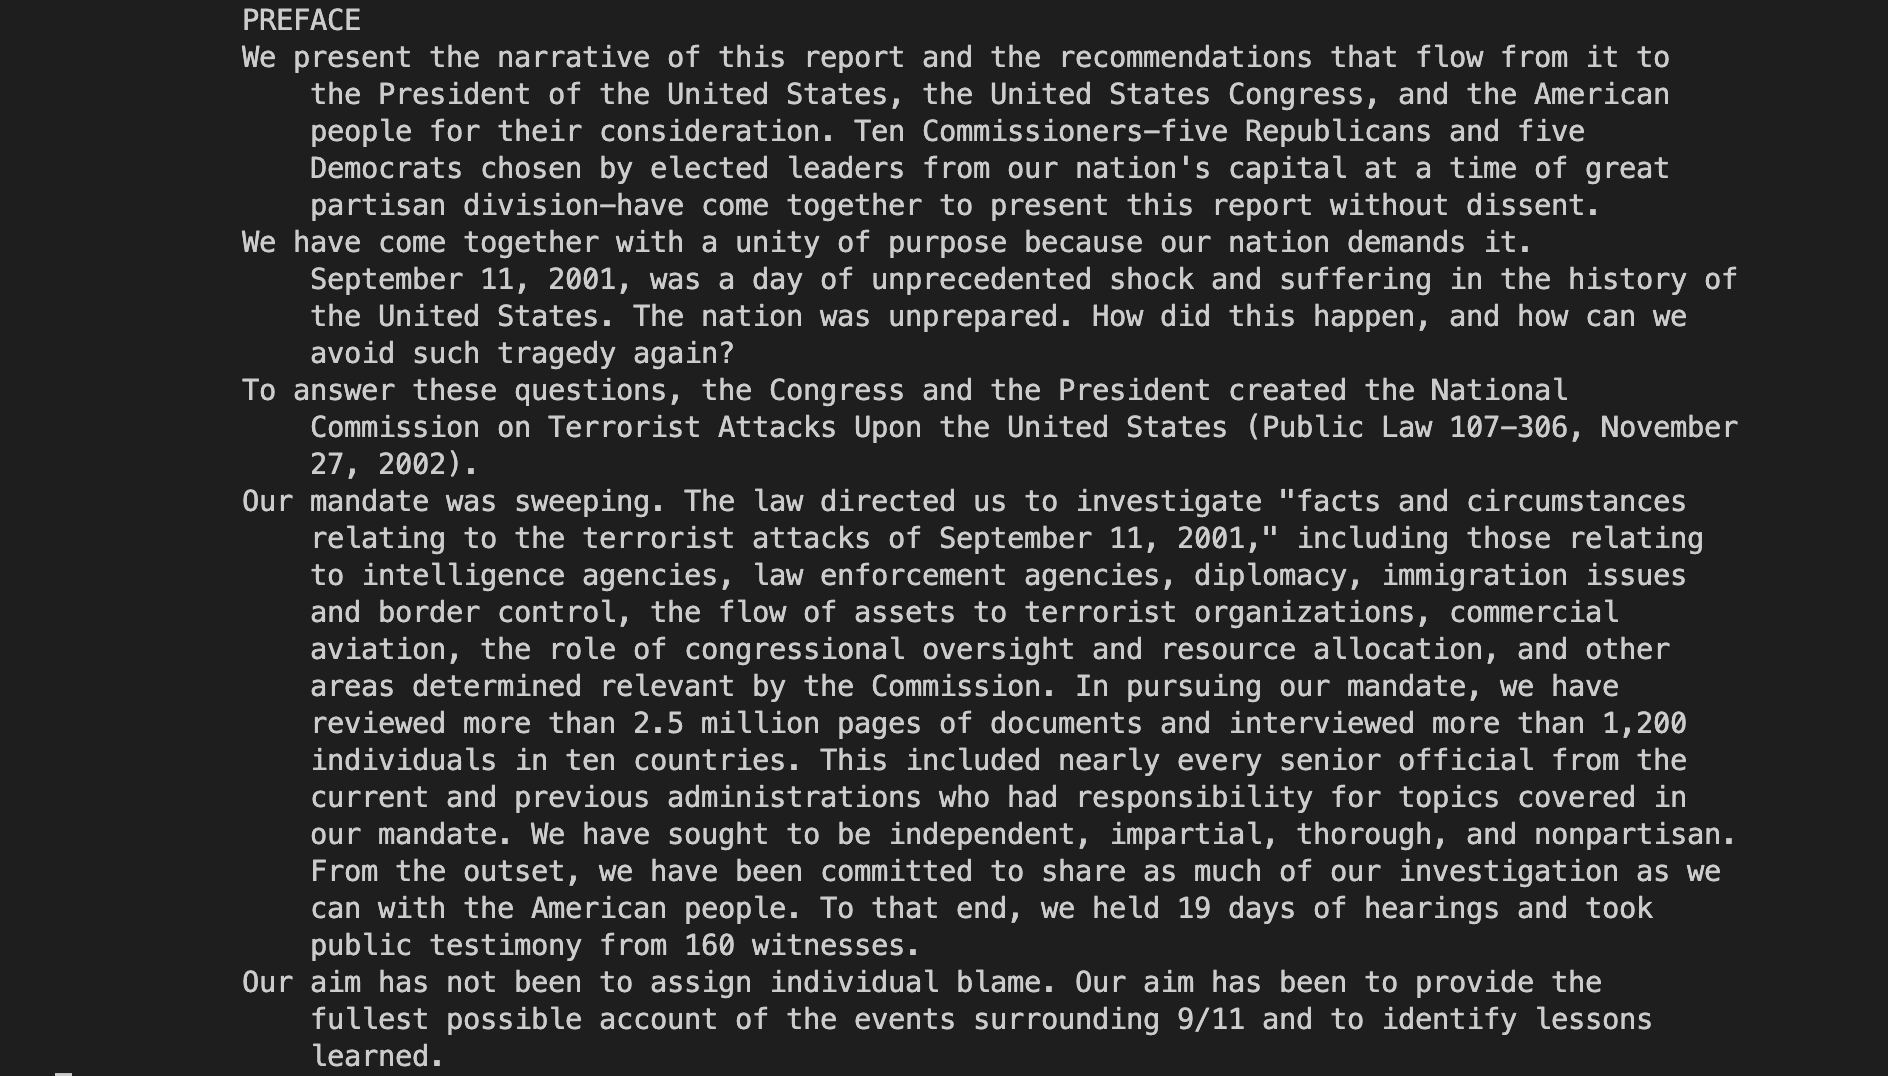 PREFACE
We present the narrative of this report and the recommendations that flow from it to
the President of the United States, the United States Congress, and the American
people for their consideration. Ten Commissioners—five Republicans and five
Democrats chosen by elected leaders from our nation's capital at a time of great
partisan division—have come together to present this report without dissent.
We have come together with a unity of purpose because our nation demands it.
September 11, 2001, was a day of unprecedented shock and suffering in the history of
the United States. The nation was unprepared. How did this happen, and how can we
avoid such tragedy again?
To answer these questions, the Congress and the President created the National
Commission on Terrorist Attacks Upon the United States (Public Law 107-306, November
27, 2002).
Our mandate was sweeping. The law directed us to investigate "facts and circumstances
relating to the terrorist attacks of September 11, 2001," including those relating
to intelligence agencies, law enforcement agencies, diplomacy, immigration issues
and border control, the flow of assets to terrorist organizations, commercial
aviation, the role of congressional oversight and resource allocation, and other
areas determined relevant by the Commission. In pursuing our mandate, we have
reviewed more than 2.5 million pages of documents and interviewed more than 1,200
individuals in ten countries. This included nearly every senior official from the
current and previous administrations who had responsibility for topics covered in
our mandate. We have sought to be independent, impartial, thorough, and nonpartisan.
From the outset, we have been committed to share as much of our investigation as we
can with the American people. To that end, we held 19 days of hearings and took
public testimony from 160 witnesses.
Our aim has not been to assign individual blame. Our aim has been to provide the
fullest possible account of the events surrounding 9/11 and to identify lessons
learned.